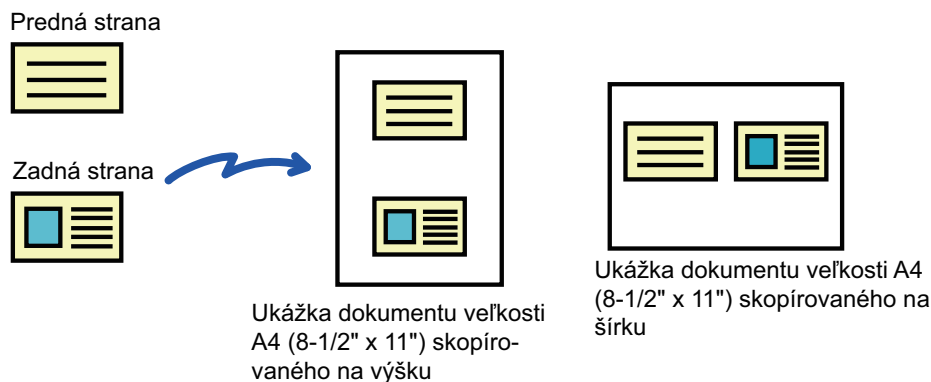 Predná strana
Zadná strana
Ukážka dokumentu veľkosti
A4 (8-1/2" x 11") skopíro-
vaného na výšku
Ukážka dokumentu veľkosti A4
(8-1/2" x 11") skopírovaného na
šírku